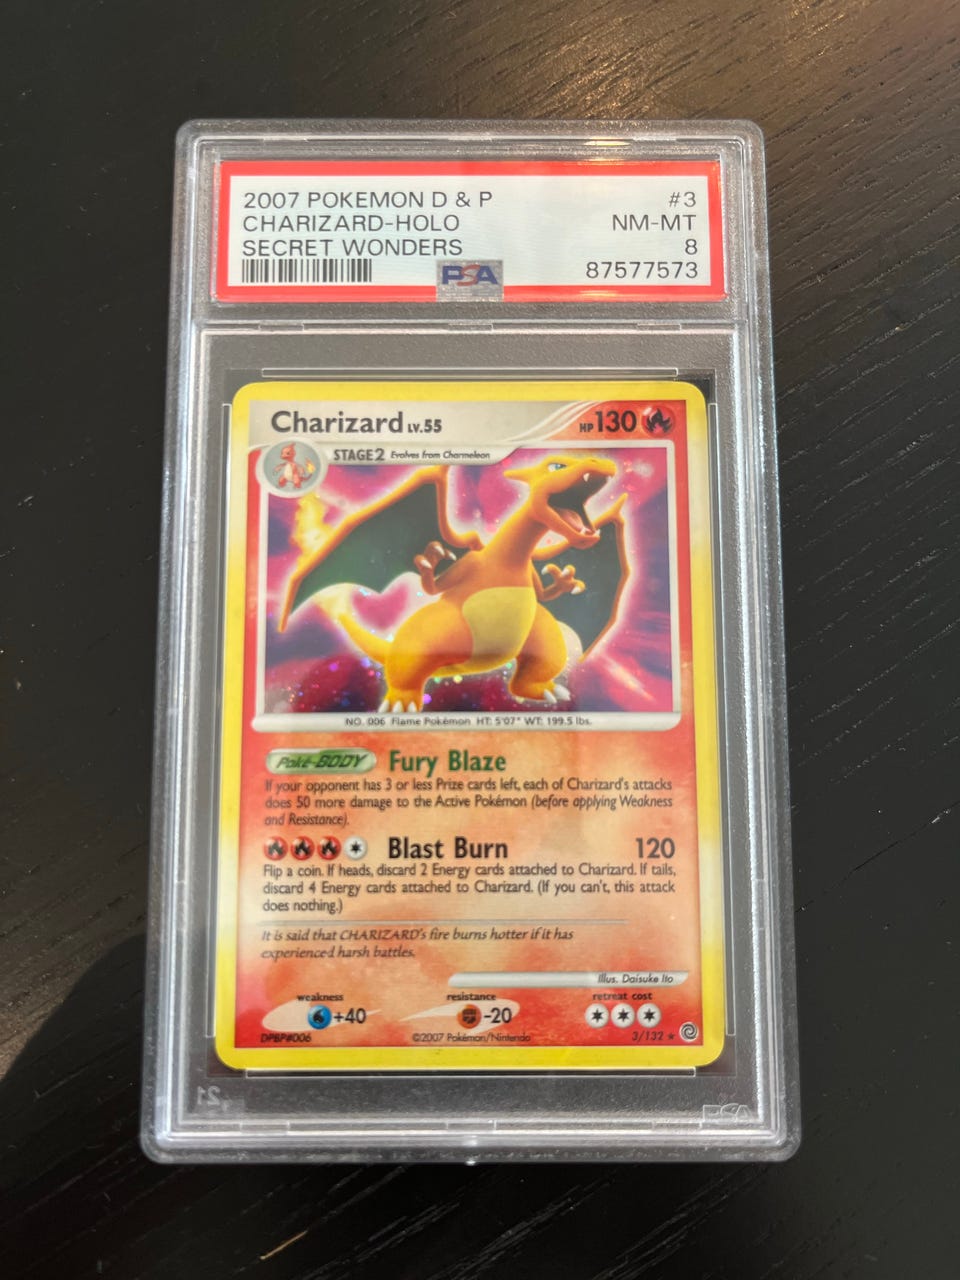 2007 POKEMON D & P #3
CHARIZARD-HOLO NM-MT
SECRET WONDERS 8
PSA 87577573
Charizard LV.55 HP 130
STAGE2 Evolves from Charmeleon
NO. 006 Flame Pokémon HT: 5'07" WT: 199.5 lbs.
Poké-BODY Fury Blaze
If your opponent has 3 or less Prize cards left, each of Charizard's attacks
does 50 more damage to the Active Pokémon (before applying Weakness
and Resistance).
Blast Burn 120
Flip a coin. If heads, discard 2 Energy cards attached to Charizard. If tails,
discard 4 Energy cards attached to Charizard. (If you can't, this attack
does nothing.)
It is said that CHARIZARD's fire burns hotter if it has
experienced harsh battles.
Illus. Daisuke Ito
weakness resistance retreat cost
+40 -20
DPBP#006 ©2007 Pokémon/Nintendo 3/132 ★
PSA